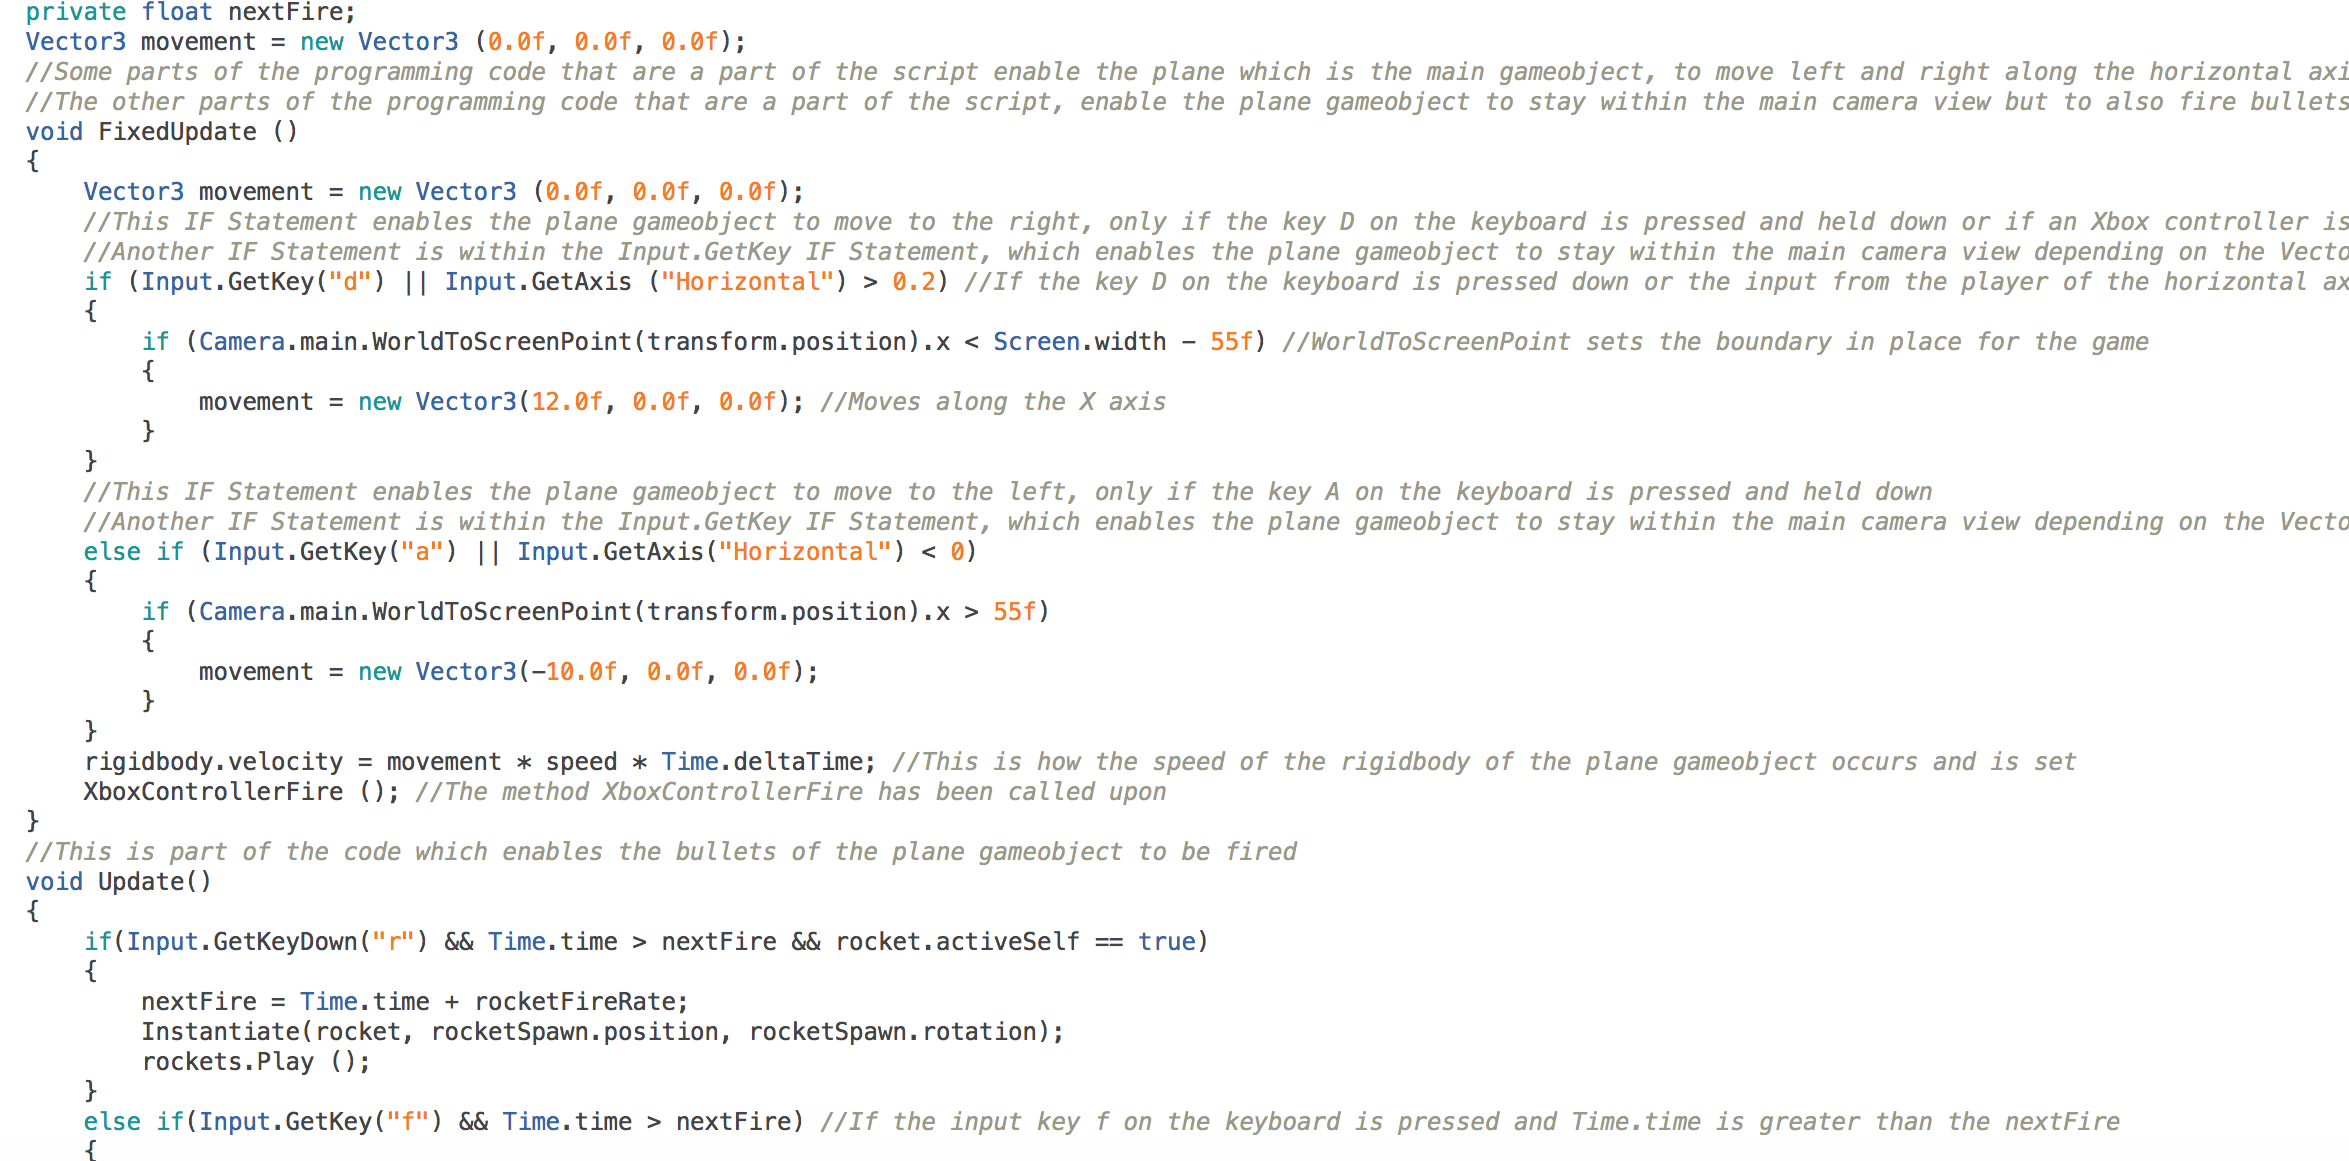 private float nextFire;
Vector3 movement = new Vector3 (0.0f, 0.0f, 0.0f);
//Some parts of the programming code that are a part of the script enable the plane which is the main gameobject, to move left and right along the horizontal axi
//The other parts of the programming code that are a part of the script, enable the plane gameobject to stay within the main camera view but to also fire bullets
void FixedUpdate ()
{
Vector3 movement = new Vector3 (0.0f, 0.0f, 0.0f);
//This IF Statement enables the plane gameobject to move to the right, only if the key D on the keyboard is pressed and held down or if an Xbox controller is
//Another IF Statement is within the Input.GetKey IF Statement, which enables the plane gameobject to stay within the main camera view depending on the Vecto
if (Input.GetKey("d") || Input.GetAxis ("Horizontal") > 0.2) //If the key D on the keyboard is pressed down or the input from the player of the horizontal ax
{
if (Camera.main.WorldToScreenPoint(transform.position).x < Screen.width - 55f) //WorldToScreenPoint sets the boundary in place for the game
{
movement = new Vector3(12.0f, 0.0f, 0.0f); //Moves along the X axis
}
}
//This IF Statement enables the plane gameobject to move to the left, only if the key A on the keyboard is pressed and held down
//Another IF Statement is within the Input.GetKey IF Statement, which enables the plane gameobject to stay within the main camera view depending on the Vecto
else if (Input.GetKey("a") || Input.GetAxis("Horizontal") < 0)
{
if (Camera.main.WorldToScreenPoint(transform.position).x > 55f)
{
movement = new Vector3(-10.0f, 0.0f, 0.0f);
}
}
rigidbody.velocity = movement * speed * Time.deltaTime; //This is how the speed of the rigidbody of the plane gameobject occurs and is set
XboxControllerFire (); //The method XboxControllerFire has been called upon
}
//This is part of the code which enables the bullets of the plane gameobject to be fired
void Update()
{
if(Input.GetKeyDown("r") && Time.time > nextFire && rocket.activeSelf == true)
{
nextFire = Time.time + rocketFireRate;
Instantiate(rocket, rocketSpawn.position, rocketSpawn.rotation);
rockets.Play ();
}
else if(Input.GetKey("f") && Time.time > nextFire) //If the input key f on the keyboard is pressed and Time.time is greater than the nextFire
{